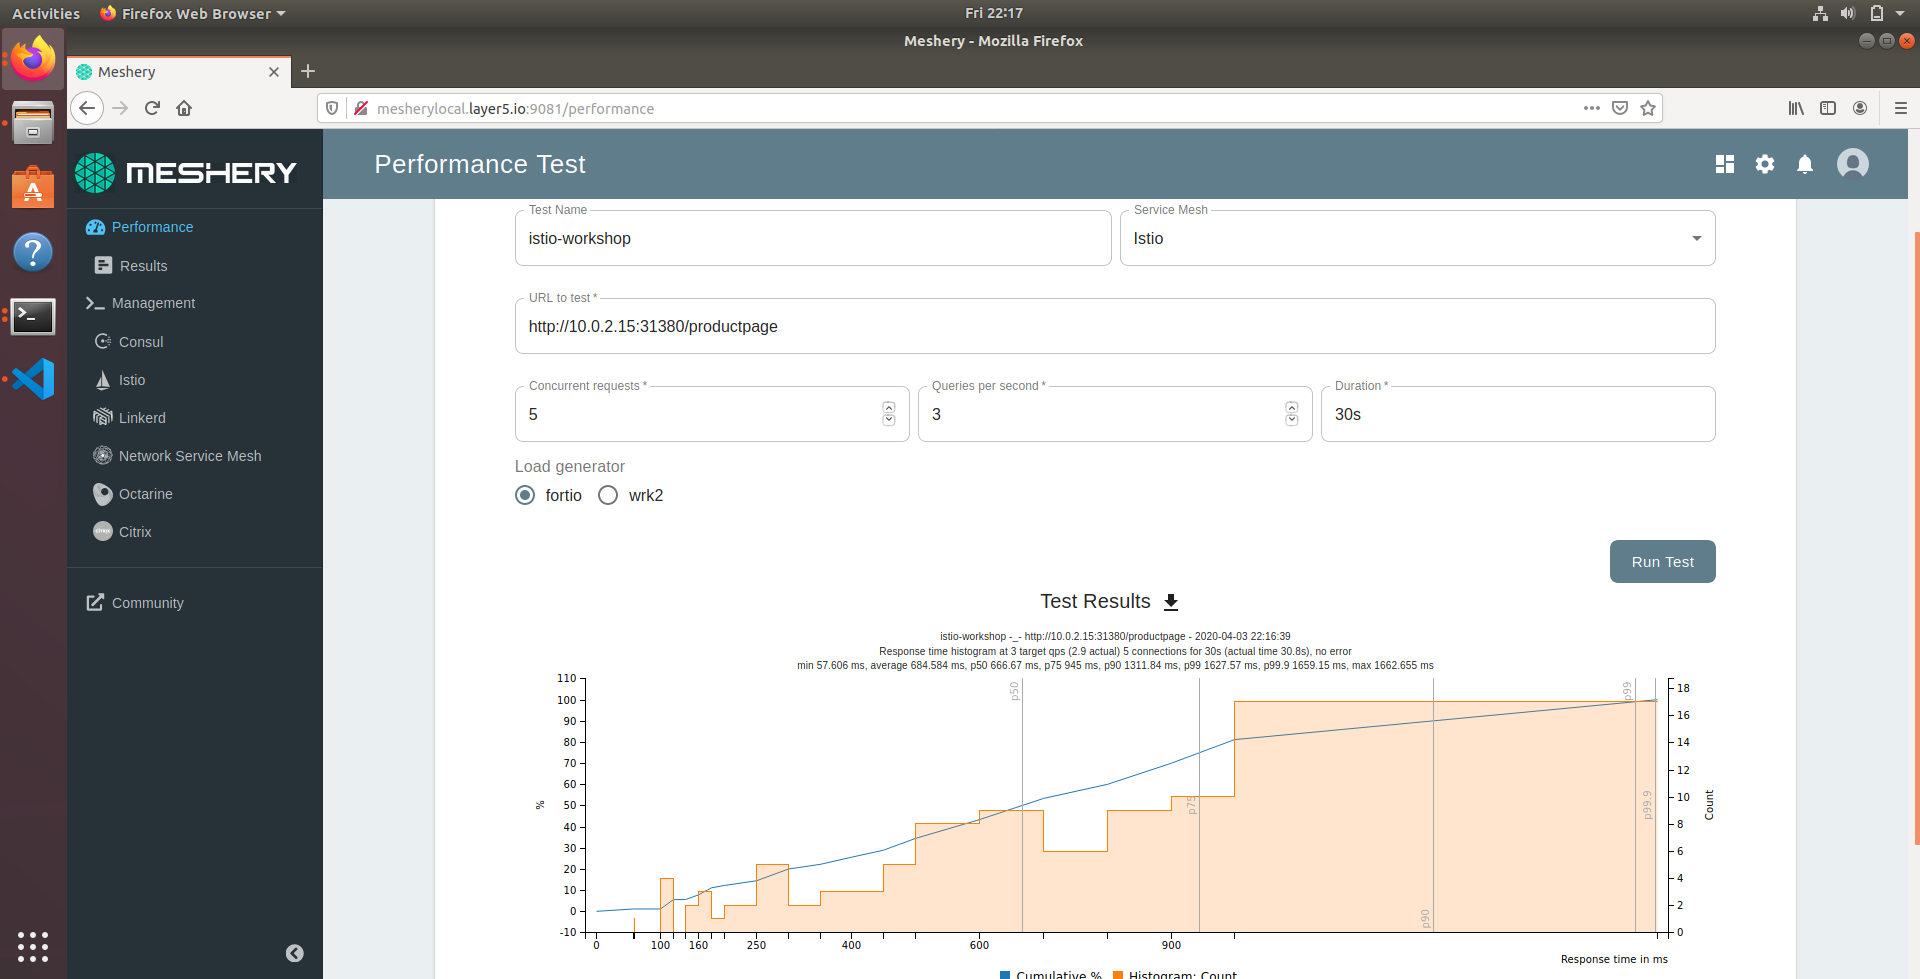 Activities Firefox Web Browser Fri 22:17
Meshery - Mozilla Firefox
Meshery
mesherylocal.layer5.io:9081/performance
MESHERY
Performance
Results
Management
Consul
Istio
Linkerd
Network Service Mesh
Octarine
Citrix
Community
Performance Test
Test Name
istio-workshop
Service Mesh
Istio
URL to test *
http://10.0.2.15:31380/productpage
Concurrent requests *
5
Queries per second *
3
Duration *
30s
Load generator
fortio wrk2
Run Test
Test Results
istio-workshop -_- http://10.0.2.15:31380/productpage - 2020-04-03 22:16:39
Response time histogram at 3 target qps (2.9 actual) 5 connections for 30s (actual time 30.8s), no error
min 57.606 ms, average 684.584 ms, p50 666.67 ms, p75 945 ms, p90 1311.84 ms, p99 1627.57 ms, p99.9 1659.15 ms, max 1662.655 ms
110
100
90
80
70
60
50
40
30
20
10
0
-10
%
p50
p75
p90
p99
p99.9
18
16
14
12
10
8
6
4
2
0
Count
0 100 160 250 400 600 900
Response time in ms
Cumulative % Histogram: Count